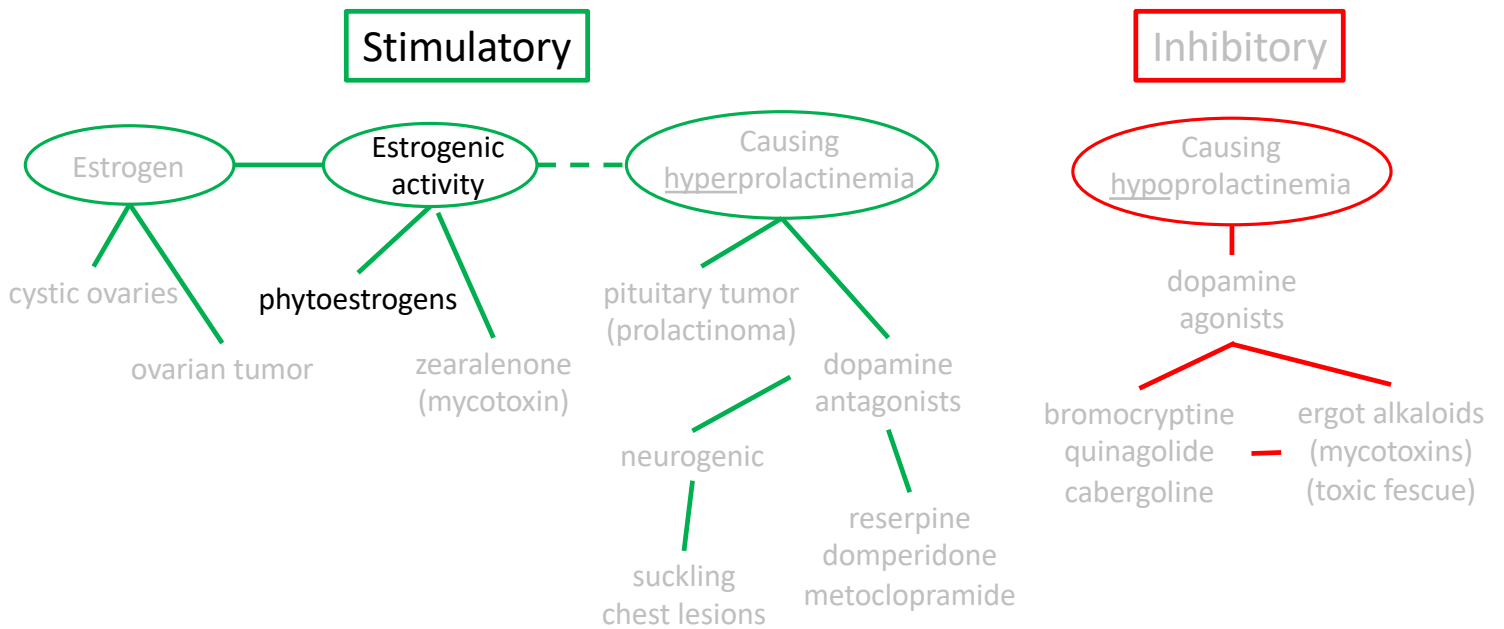 Stimulatory
Inhibitory
Estrogen
Estrogenic
activity
Causing
hyperprolactinemia
Causing
hypoprolactinemia
cystic ovaries
ovarian tumor
phytoestrogens
zearalenone
(mycotoxin)
pituitary tumor
(prolactinoma)
dopamine
antagonists
neurogenic
suckling
chest lesions
reserpine
domperidone
metoclopramide
dopamine
agonists
bromocryptine
quinagolide
cabergoline
ergot alkaloids
(mycotoxins)
(toxic fescue)